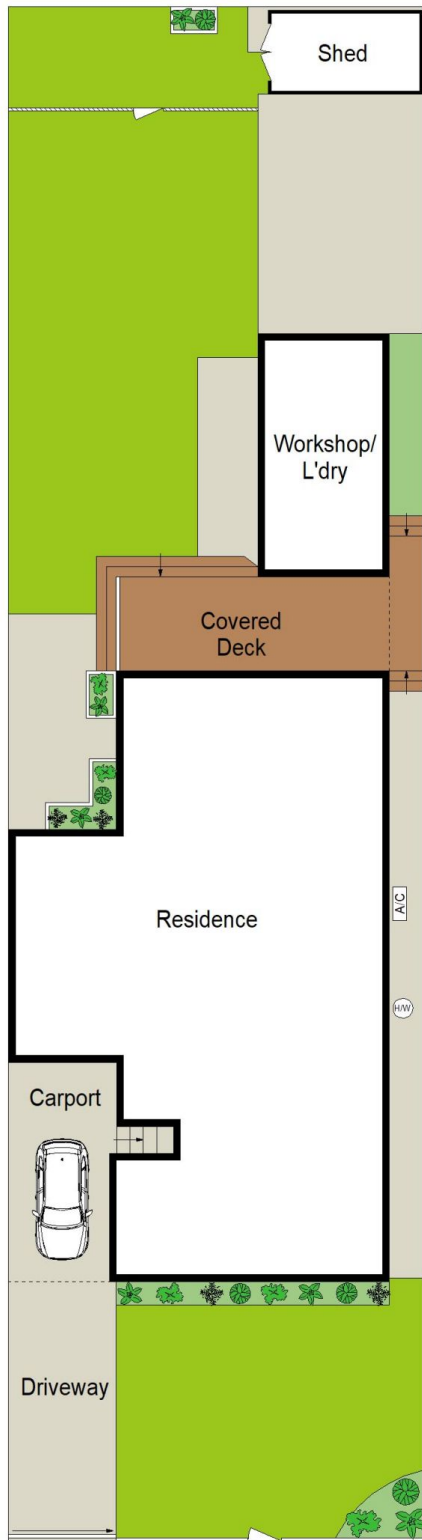 Shed
Workshop/
L'dry
Covered
Deck
Residence
A/C
H/W
Carport
Driveway